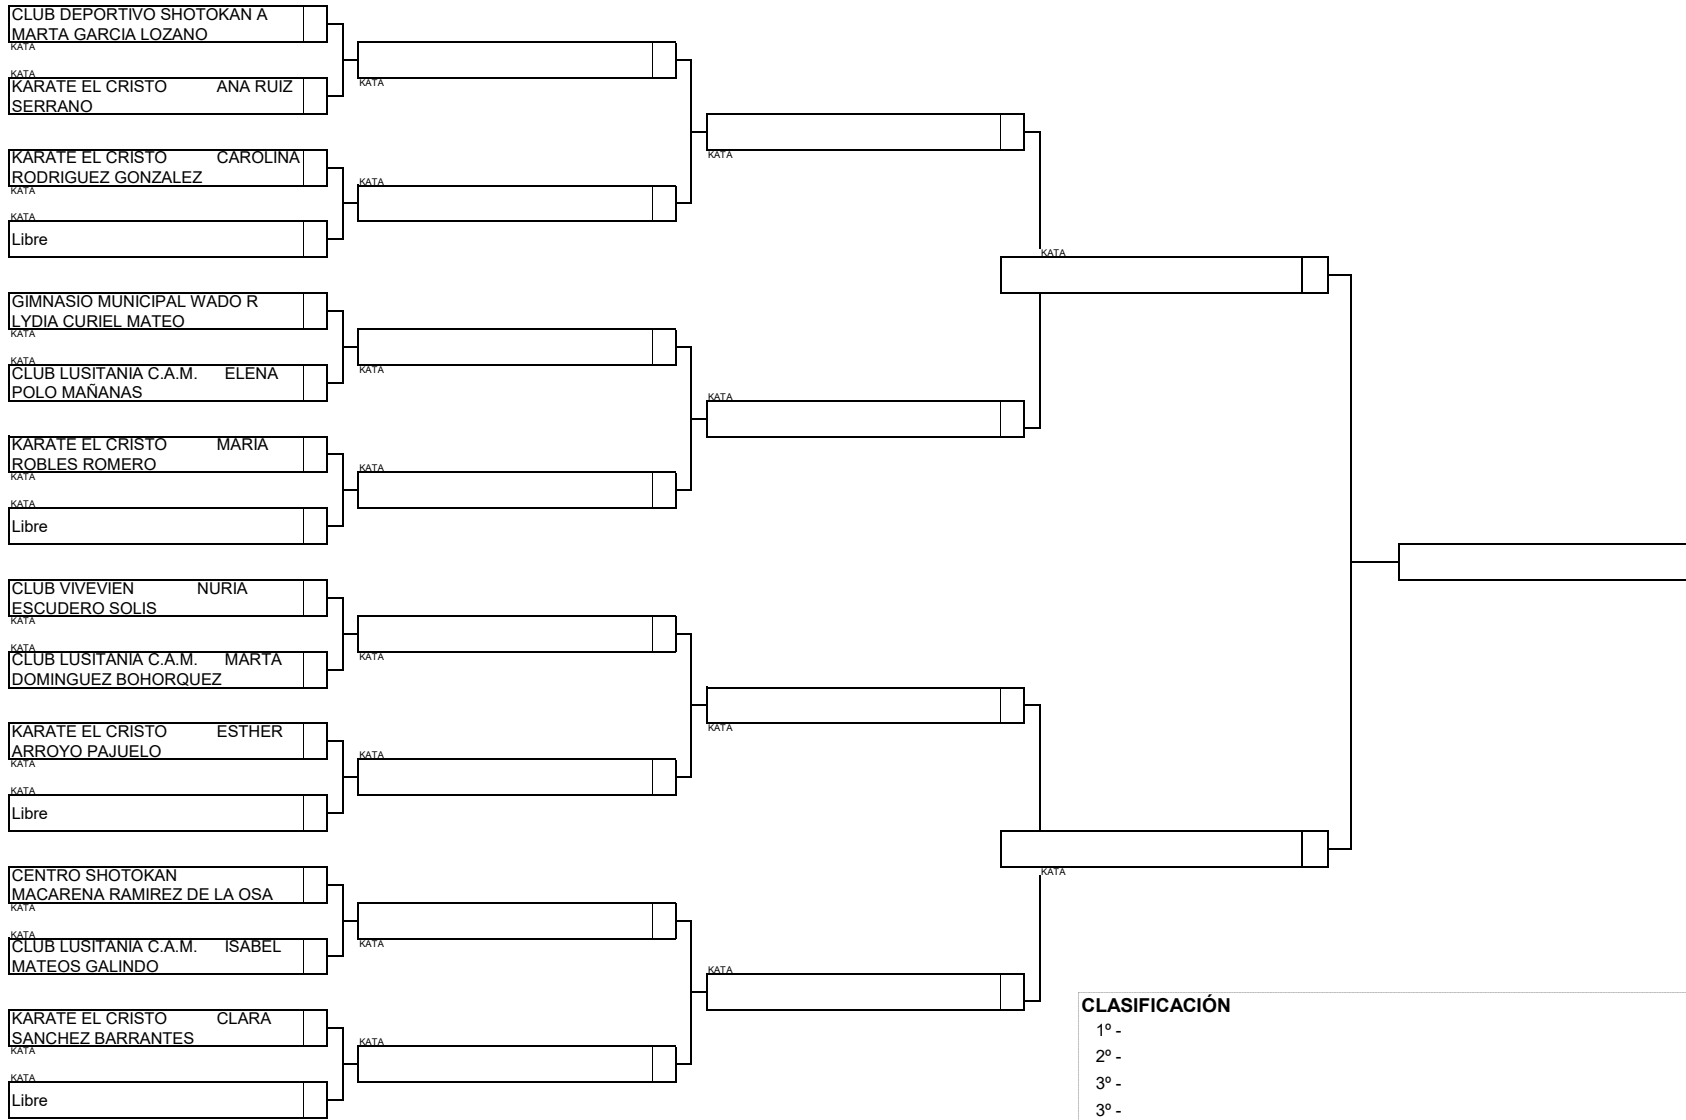 CLUB DEPORTIVO SHOTOKAN A
MARTA GARCIA LOZANO
KATA
KATA
KARATE EL CRISTO ANA RUIZ
SERRANO
KARATE EL CRISTO CAROLINA
RODRIGUEZ GONZALEZ
KATA
KATA
Libre
GIMNASIO MUNICIPAL WADO R
LYDIA CURIEL MATEO
KATA
KATA
CLUB LUSITANIA C.A.M. ELENA
POLO MAÑANAS
KARATE EL CRISTO MARIA
ROBLES ROMERO
KATA
KATA
Libre
CLUB VIVEVIEN NURIA
ESCUDERO SOLIS
KATA
KATA
CLUB LUSITANIA C.A.M. MARTA
DOMINGUEZ BOHORQUEZ
KARATE EL CRISTO ESTHER
ARROYO PAJUELO
KATA
KATA
Libre
CENTRO SHOTOKAN
MACARENA RAMIREZ DE LA OSA
KATA
KATA
CLUB LUSITANIA C.A.M. ISABEL
MATEOS GALINDO
KARATE EL CRISTO CLARA
SANCHEZ BARRANTES
KATA
KATA
Libre
KATA
KATA
KATA
KATA
KATA
KATA
KATA
KATA
KATA
KATA
KATA
KATA
KATA
KATA
CLASIFICACIÓN
1º -
2º -
3º -
3º -